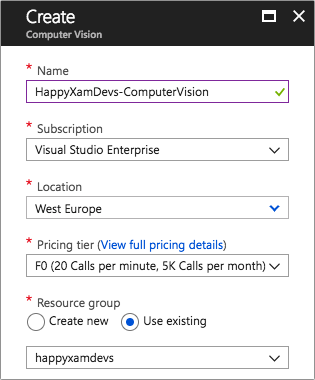 Create
Computer Vision
* Name
HappyXamDevs-ComputerVision
* Subscription
Visual Studio Enterprise
* Location
West Europe
* Pricing tier (View full pricing details)
F0 (20 Calls per minute, 5K Calls per month)
* Resource group
Create new Use existing
happyxamdevs